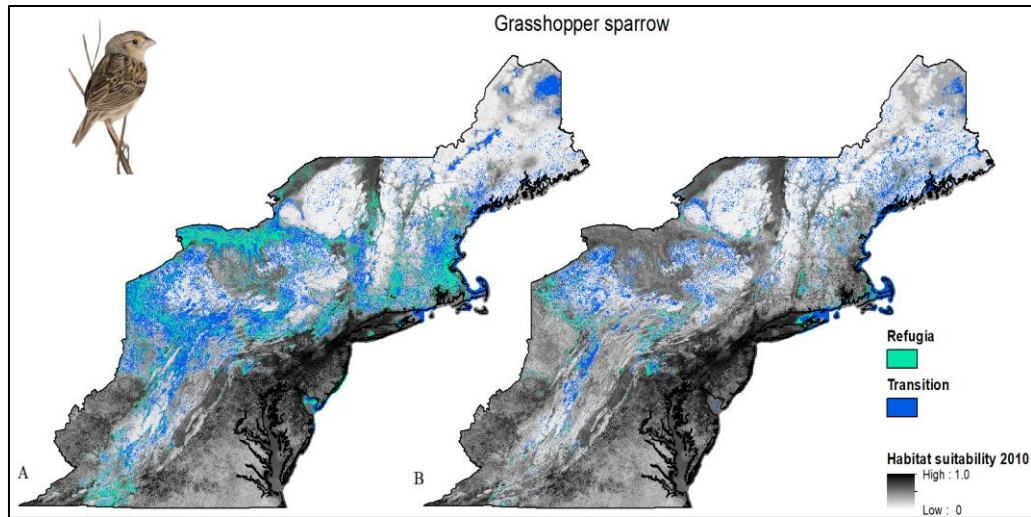 Grasshopper sparrow
A
B
Refugia
Transition
Habitat suitability 2010
High : 1.0
Low : 0